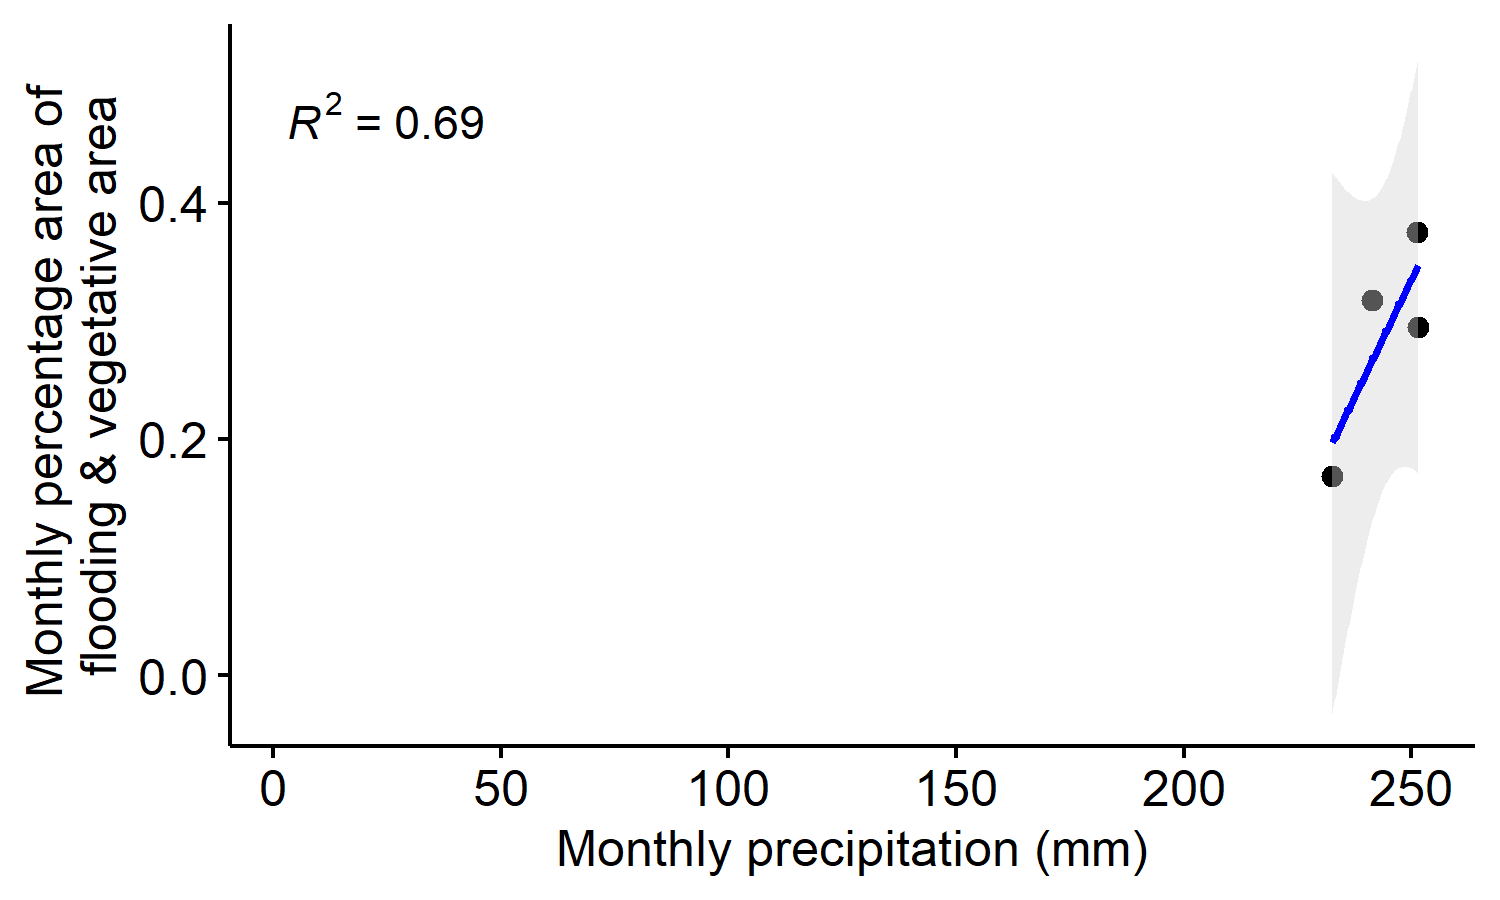 Monthly percentage area of
flooding & vegetative area
R² = 0.69
0.4
0.2
0.0
0 50 100 150 200 250
Monthly precipitation (mm)